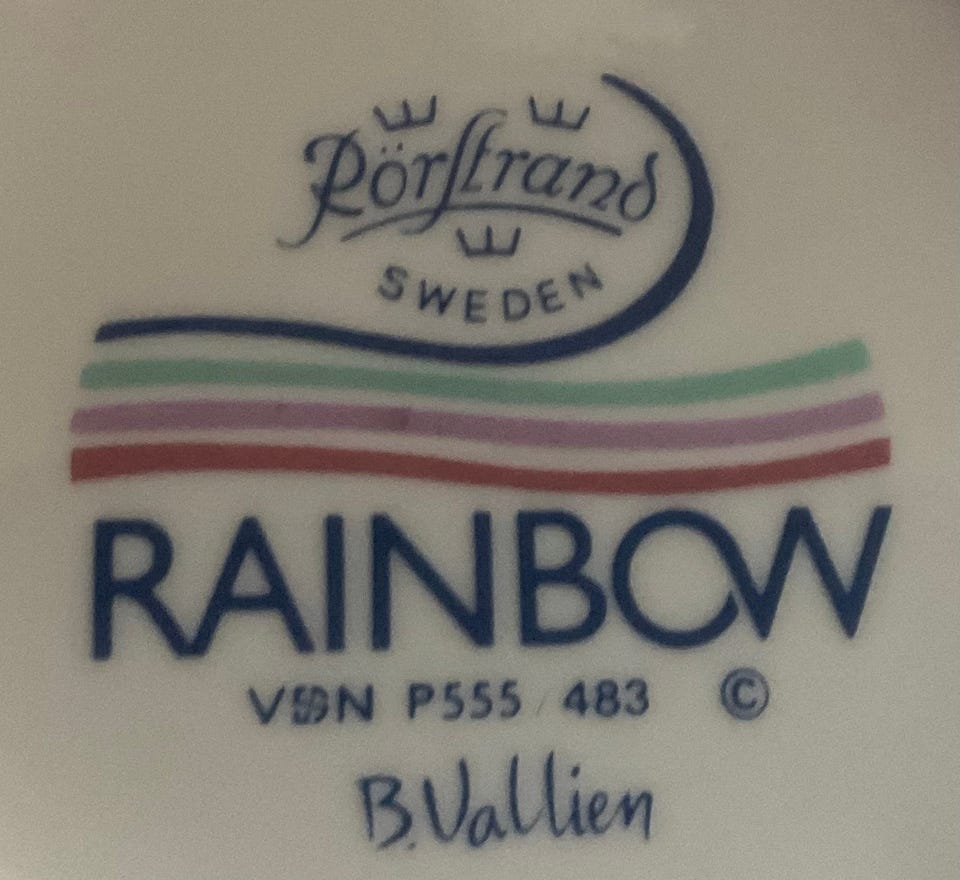 Rörstrand
SWEDEN
RAINBOW
P555 483 ©
B.Vallien